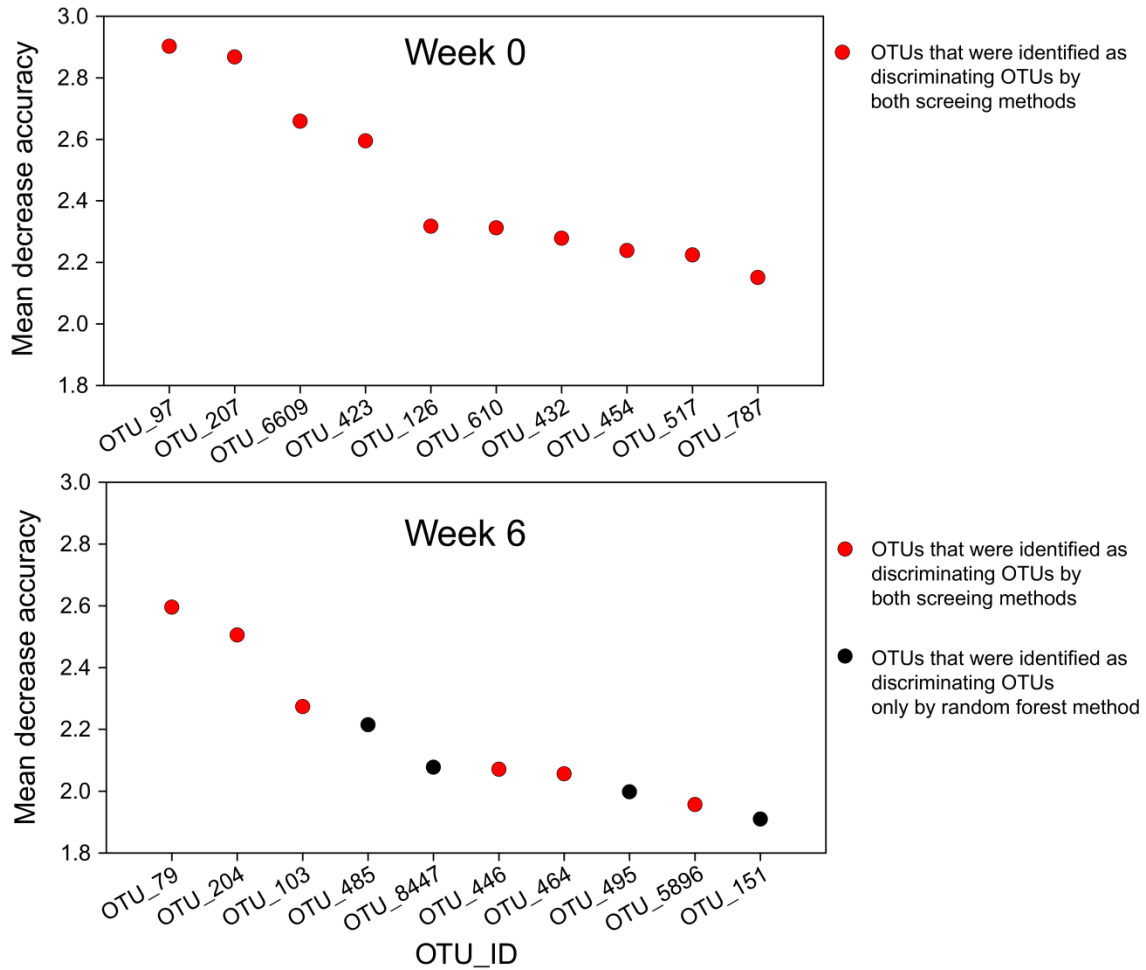 Week 0
Mean decrease accuracy
3.0
2.8
2.6
2.4
2.2
2.0
1.8
OTU_97
OTU_207
OTU_6609
OTU_423
OTU_126
OTU_610
OTU_432
OTU_454
OTU_517
OTU_787
OTUs that were identified as
discriminating OTUs by
both screeing methods
Week 6
Mean decrease accuracy
3.0
2.8
2.6
2.4
2.2
2.0
1.8
OTU_79
OTU_204
OTU_103
OTU_485
OTU_8447
OTU_446
OTU_464
OTU_495
OTU_5896
OTU_151
OTU_ID
OTUs that were identified as
discriminating OTUs by
both screeing methods
OTUs that were identified as
discriminating OTUs
only by random forest method